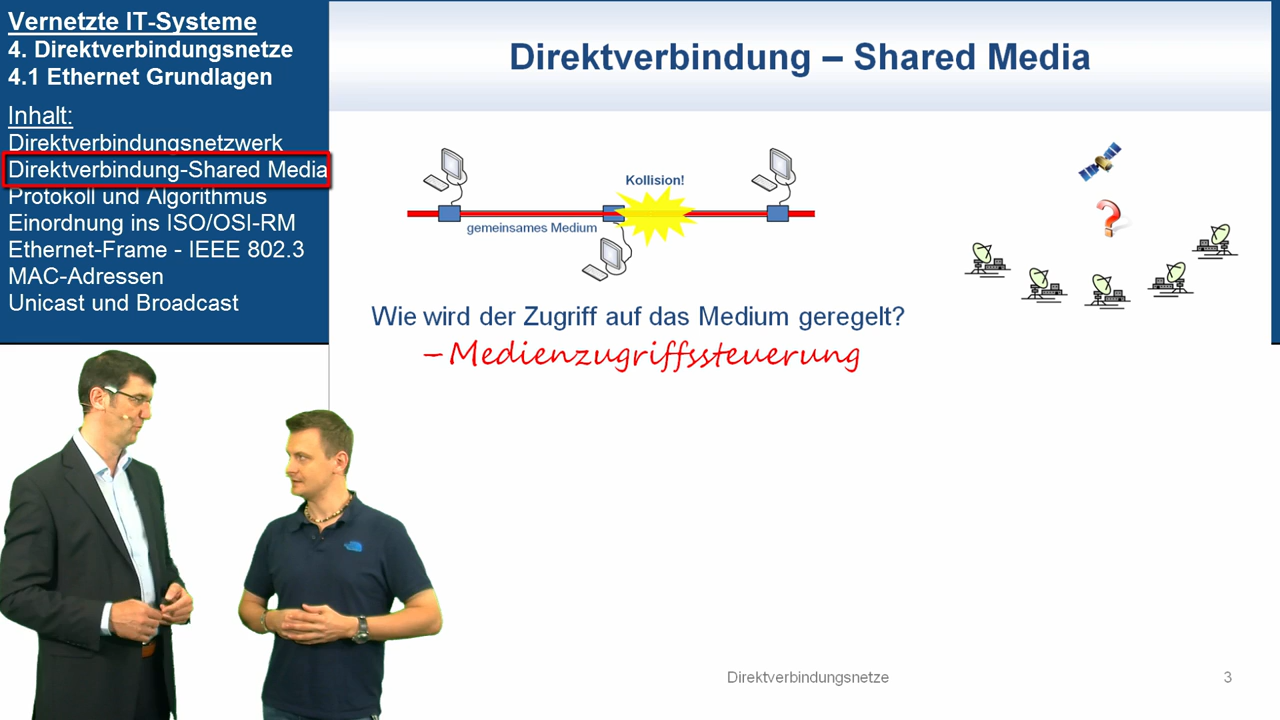 Vernetzte IT-Systeme
4. Direktverbindungsnetze
4.1 Ethernet Grundlagen
Inhalt:
Direktverbindungsnetzwerk
Direktverbindung-Shared Media
Protokoll und Algorithmus
Einordnung ins ISO/OSI-RM
Ethernet-Frame - IEEE 802.3
MAC-Adressen
Unicast und Broadcast
Direktverbindung – Shared Media
Kollision!
gemeinsames Medium
?
Wie wird der Zugriff auf das Medium geregelt?
– Medienzugriffssteuerung
Direktverbindungsnetze
3